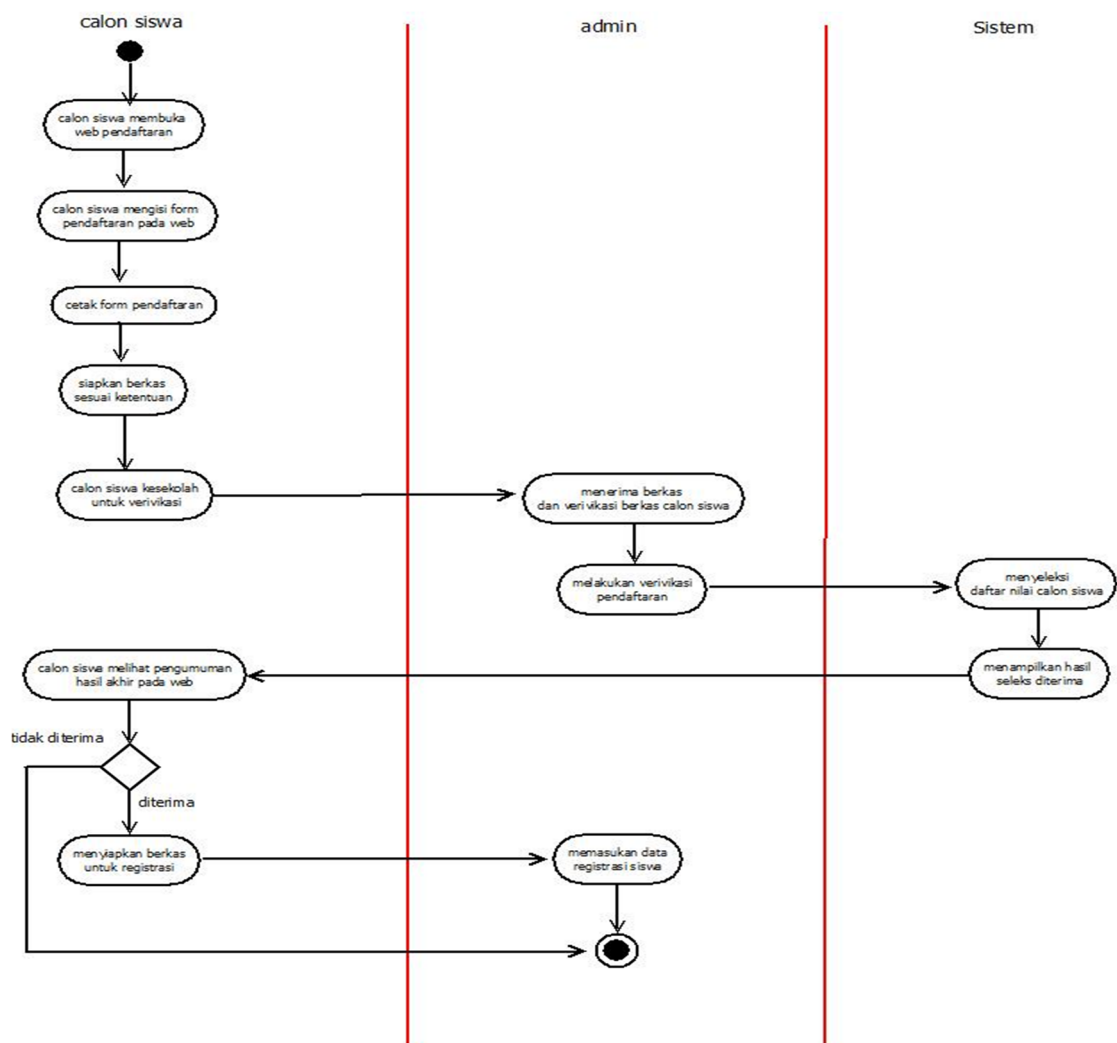 calon siswa
admin
Sistem
calon siswa membuka
web pendaftaran
calon siswa mengisi form
pendaftaran pada web
cetak form pendaftaran
siapkan berkas
sesuai ketentuan
calon siswa kesekolah
untuk verivikasi
menerima berkas
dan verivikasi berkas calon siswa
melakukan verivikasi
pendaftaran
menyeleksi
daftar nilai calon siswa
menampilkan hasil
seleks diterima
calon siswa melihat pengumuman
hasil akhir pada web
tidak diterima
diterima
menyiapkan berkas
untuk registrasi
memasukan data
registrasi siswa